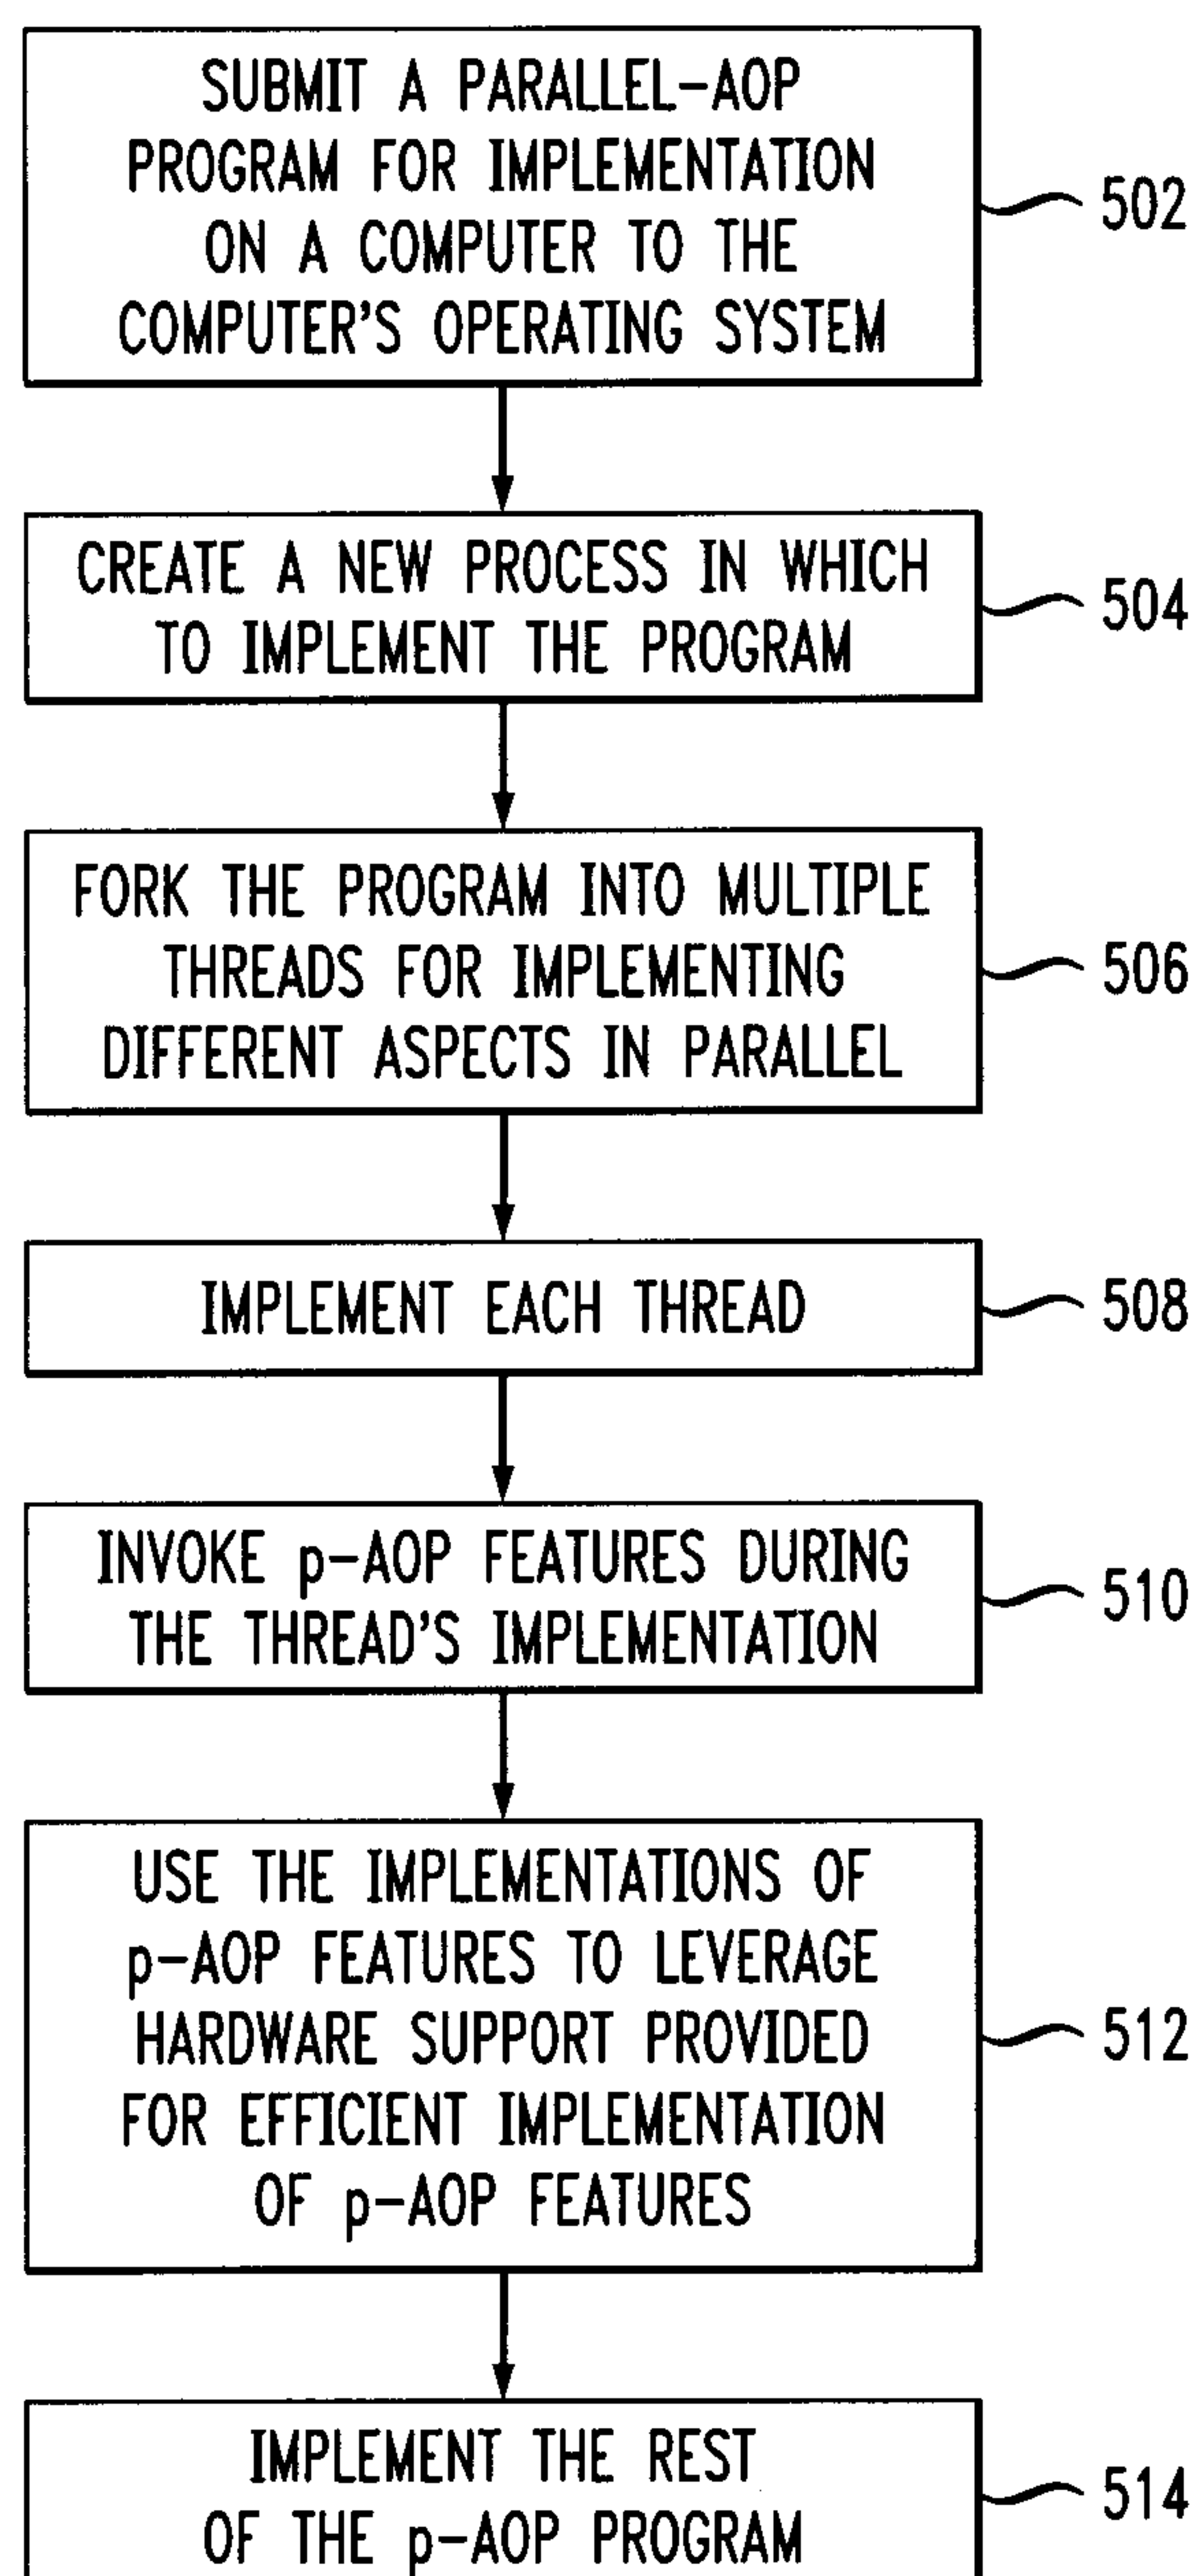 SUBMIT A PARALLEL-AOP
PROGRAM FOR IMPLEMENTATION
ON A COMPUTER TO THE
COMPUTER'S OPERATING SYSTEM
502
CREATE A NEW PROCESS IN WHICH
TO IMPLEMENT THE PROGRAM
504
FORK THE PROGRAM INTO MULTIPLE
THREADS FOR IMPLEMENTING
DIFFERENT ASPECTS IN PARALLEL
506
IMPLEMENT EACH THREAD
508
INVOKE p-AOP FEATURES DURING
THE THREAD'S IMPLEMENTATION
510
USE THE IMPLEMENTATIONS OF
p-AOP FEATURES TO LEVERAGE
HARDWARE SUPPORT PROVIDED
FOR EFFICIENT IMPLEMENTATION
OF p-AOP FEATURES
512
IMPLEMENT THE REST
OF THE p-AOP PROGRAM
514